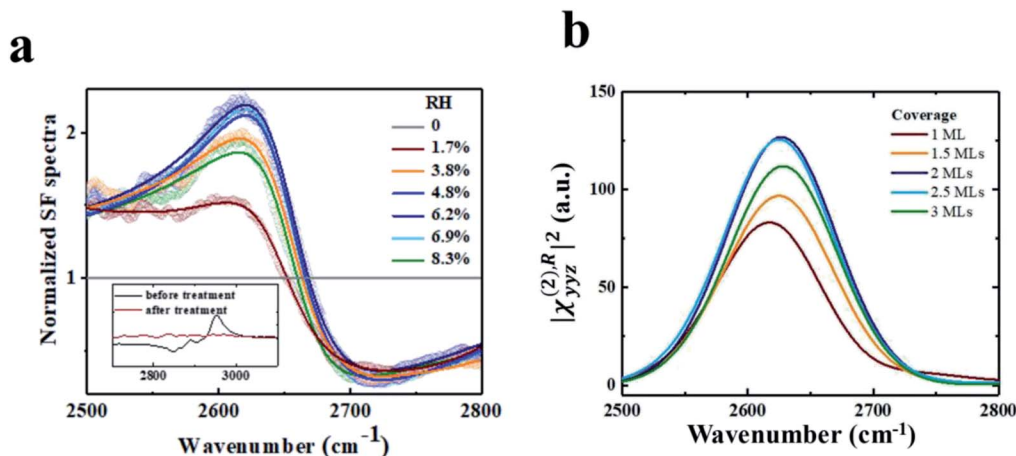 a
Normalized SF spectra
2
1
RH
0
1.7%
3.8%
4.8%
6.2%
6.9%
8.3%
before treatment
after treatment
2800 3000
2500 2600 2700 2800
Wavenumber (cm⁻¹)
b
|χ_yyz^(2),R|² (a.u.)
150
100
50
0
Coverage
1 ML
1.5 MLs
2 MLs
2.5 MLs
3 MLs
2500 2600 2700 2800
Wavenumber (cm⁻¹)